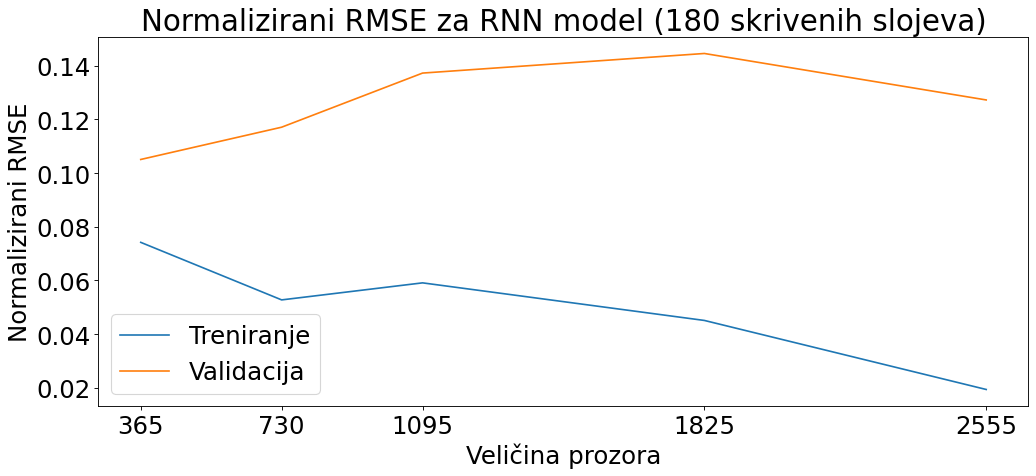 Normalizirani RMSE za RNN model (180 skrivenih slojeva)
Normalizirani RMSE
0.14
0.12
0.10
0.08
0.06
0.04
0.02
Treniranje
Validacija
365 730 1095 1825 2555
Veličina prozora